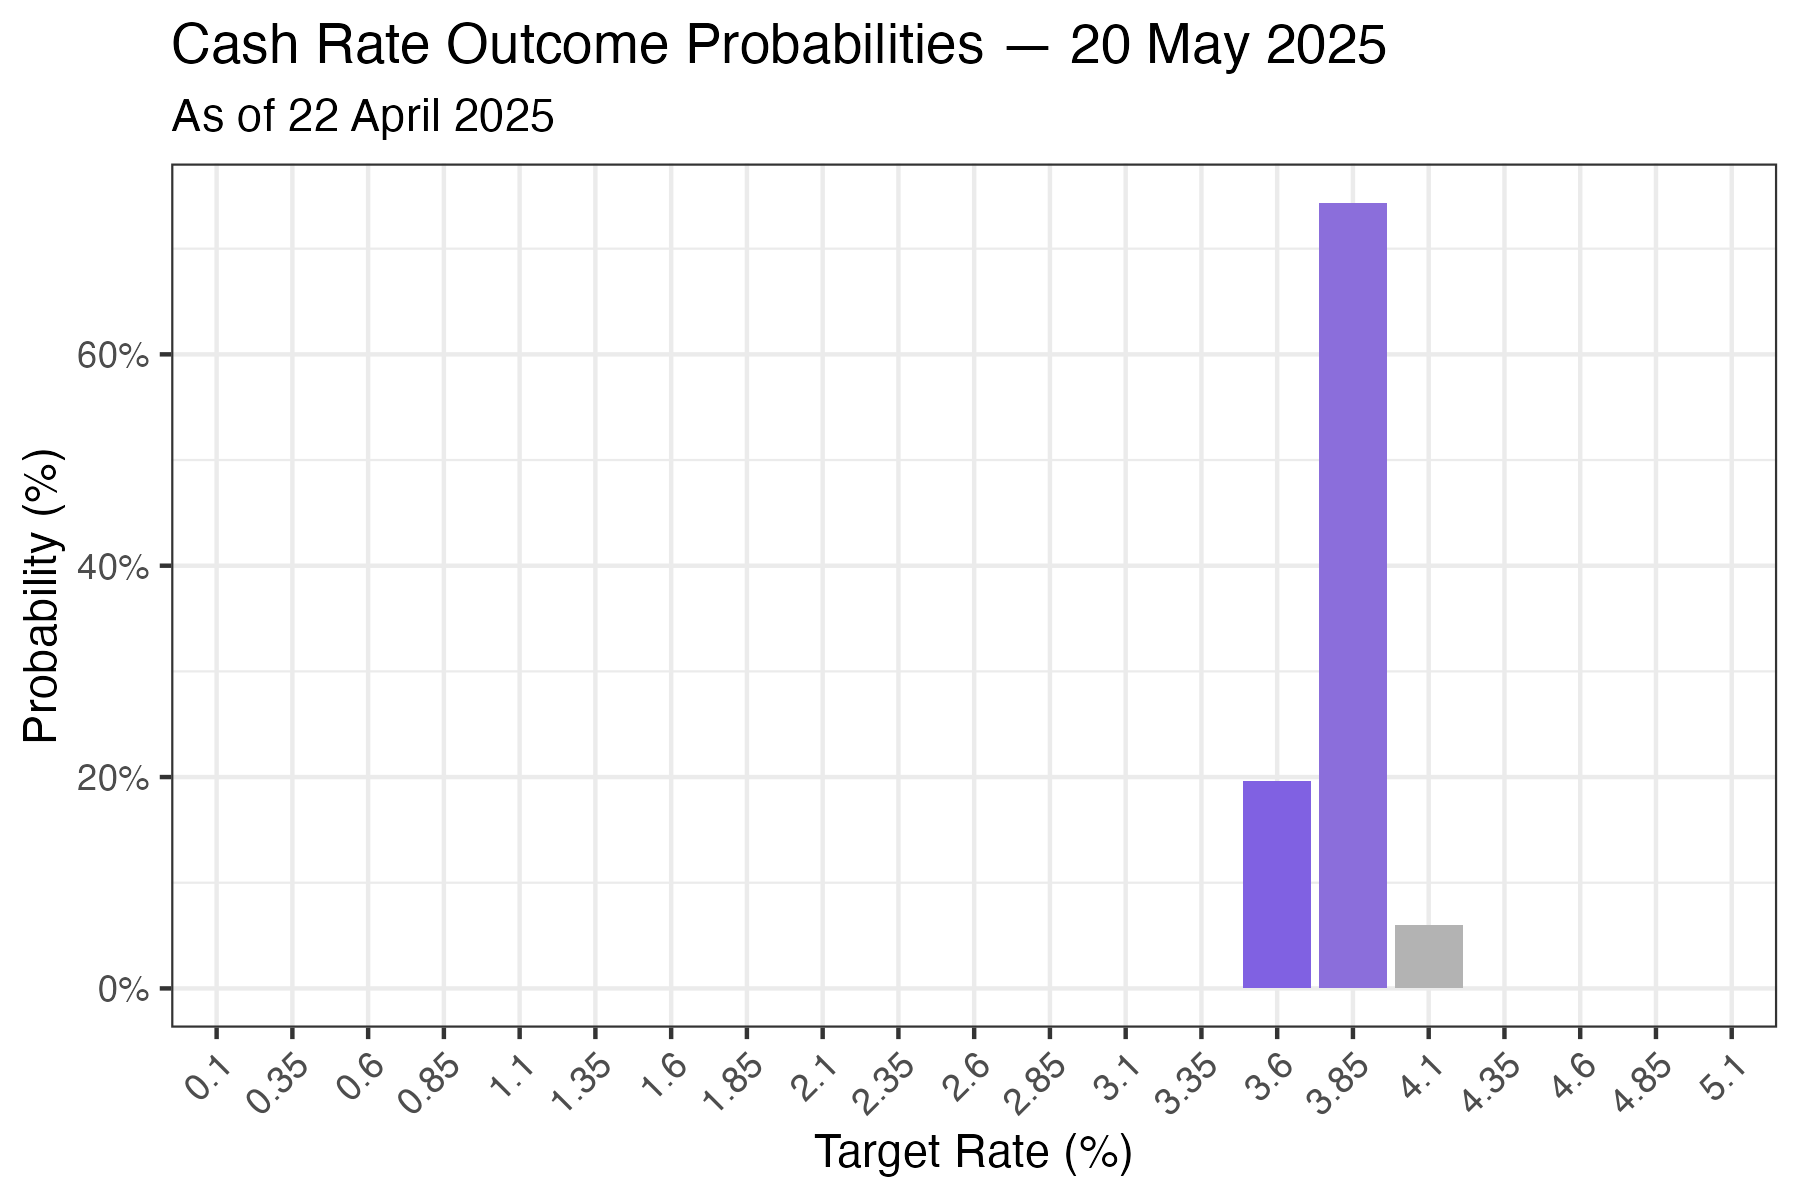 Cash Rate Outcome Probabilities — 20 May 2025
As of 22 April 2025
Probability (%)
60%
40%
20%
0%
0.1 0.35 0.6 0.85 1.1 1.35 1.6 1.85 2.1 2.35 2.6 2.85 3.1 3.35 3.6 3.85 4.1 4.35 4.6 4.85 5.1
Target Rate (%)